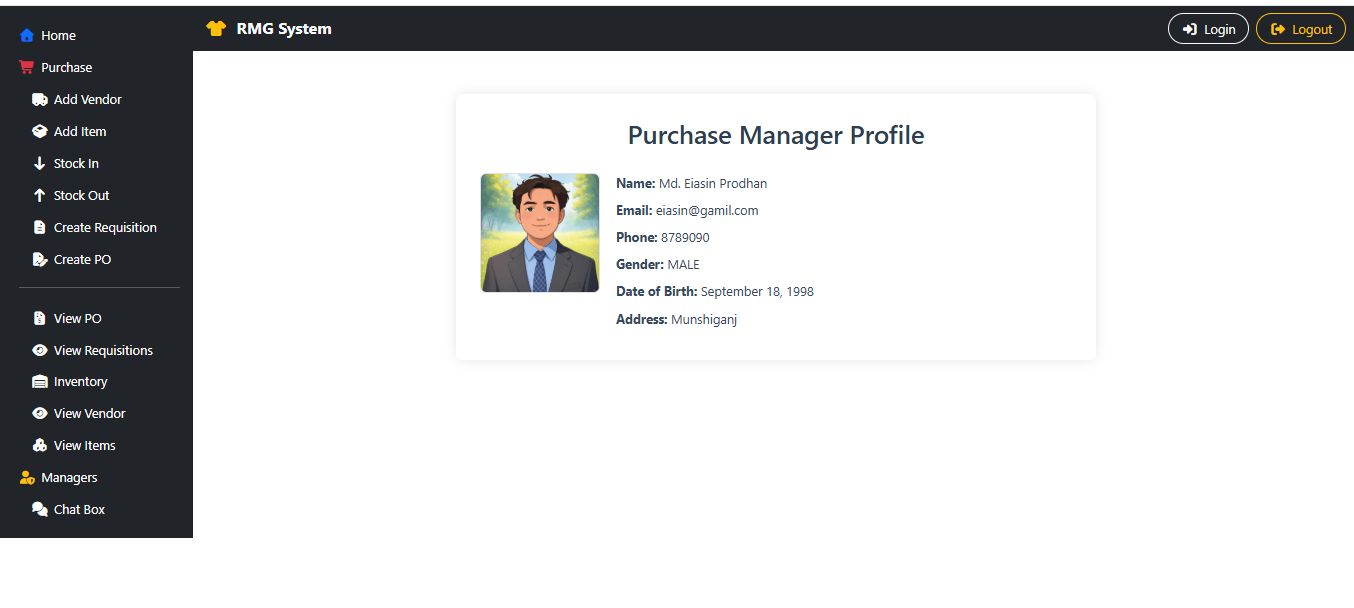 Home
Purchase
Add Vendor
Add Item
Stock In
Stock Out
Create Requisition
Create PO
View PO
View Requisitions
Inventory
View Vendor
View Items
Managers
Chat Box
RMG System
Login
Logout
Purchase Manager Profile
Name: Md. Eiasin Prodhan
Email: eiasin@gamil.com
Phone: 8789090
Gender: MALE
Date of Birth: September 18, 1998
Address: Munshiganj